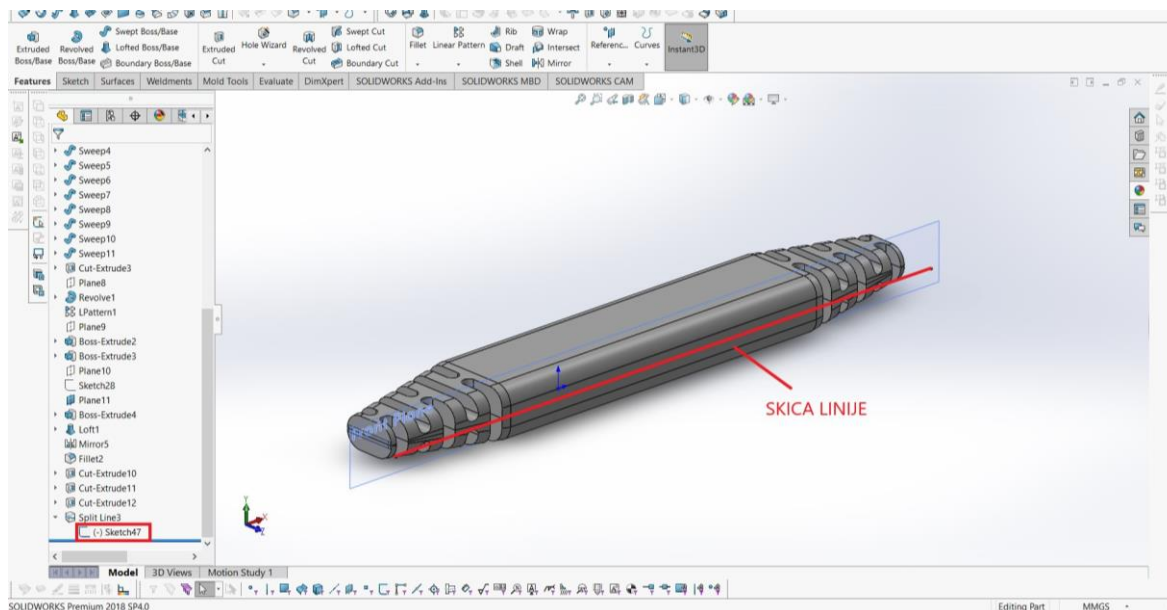 Extruded Boss/Base
Revolved Boss/Base
Swept Boss/Base
Lofted Boss/Base
Boundary Boss/Base
Extruded Cut
Hole Wizard
Revolved Cut
Swept Cut
Lofted Cut
Boundary Cut
Fillet
Linear Pattern
Rib
Draft
Shell
Wrap
Intersect
Mirror
Referenc...
Curves
Instant3D
Features Sketch Surfaces Weldments Mold Tools Evaluate DimXpert SOLIDWORKS Add-Ins SOLIDWORKS MBD SOLIDWORKS CAM
Sweep4
Sweep5
Sweep6
Sweep7
Sweep8
Sweep9
Sweep10
Sweep11
Cut-Extrude3
Plane8
Revolve1
LPattern1
Plane9
Boss-Extrude2
Boss-Extrude3
Plane10
Sketch28
Plane11
Boss-Extrude4
Loft1
Mirror5
Fillet2
Cut-Extrude10
Cut-Extrude11
Cut-Extrude12
Split Line3
(-) Sketch47
Front Plane
SKICA LINIJE
Y
X
Z
Model 3D Views Motion Study 1
SOLIDWORKS Premium 2018 SP4.0
Editing Part MMGS